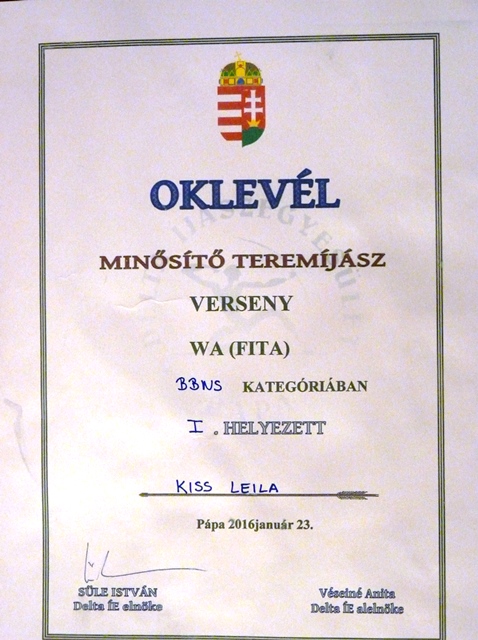 OKLEVÉL
MINŐSÍTŐ TEREMÍJÁSZ
VERSENY
WA (FITA)
BBNS KATEGÓRIÁBAN
I. HELYEZETT
KISS LEILA
Pápa 2016január 23.
SÜLE ISTVÁN
Delta ÍE elnöke
Véseiné Anita
Delta ÍE alelnöke